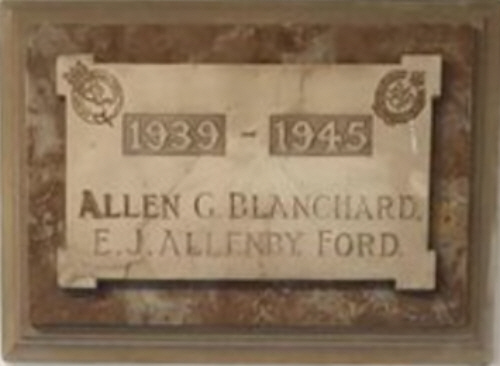 1939 - 1945
ALLEN G. BLANCHARD.
E. J. ALLENBY. FORD.